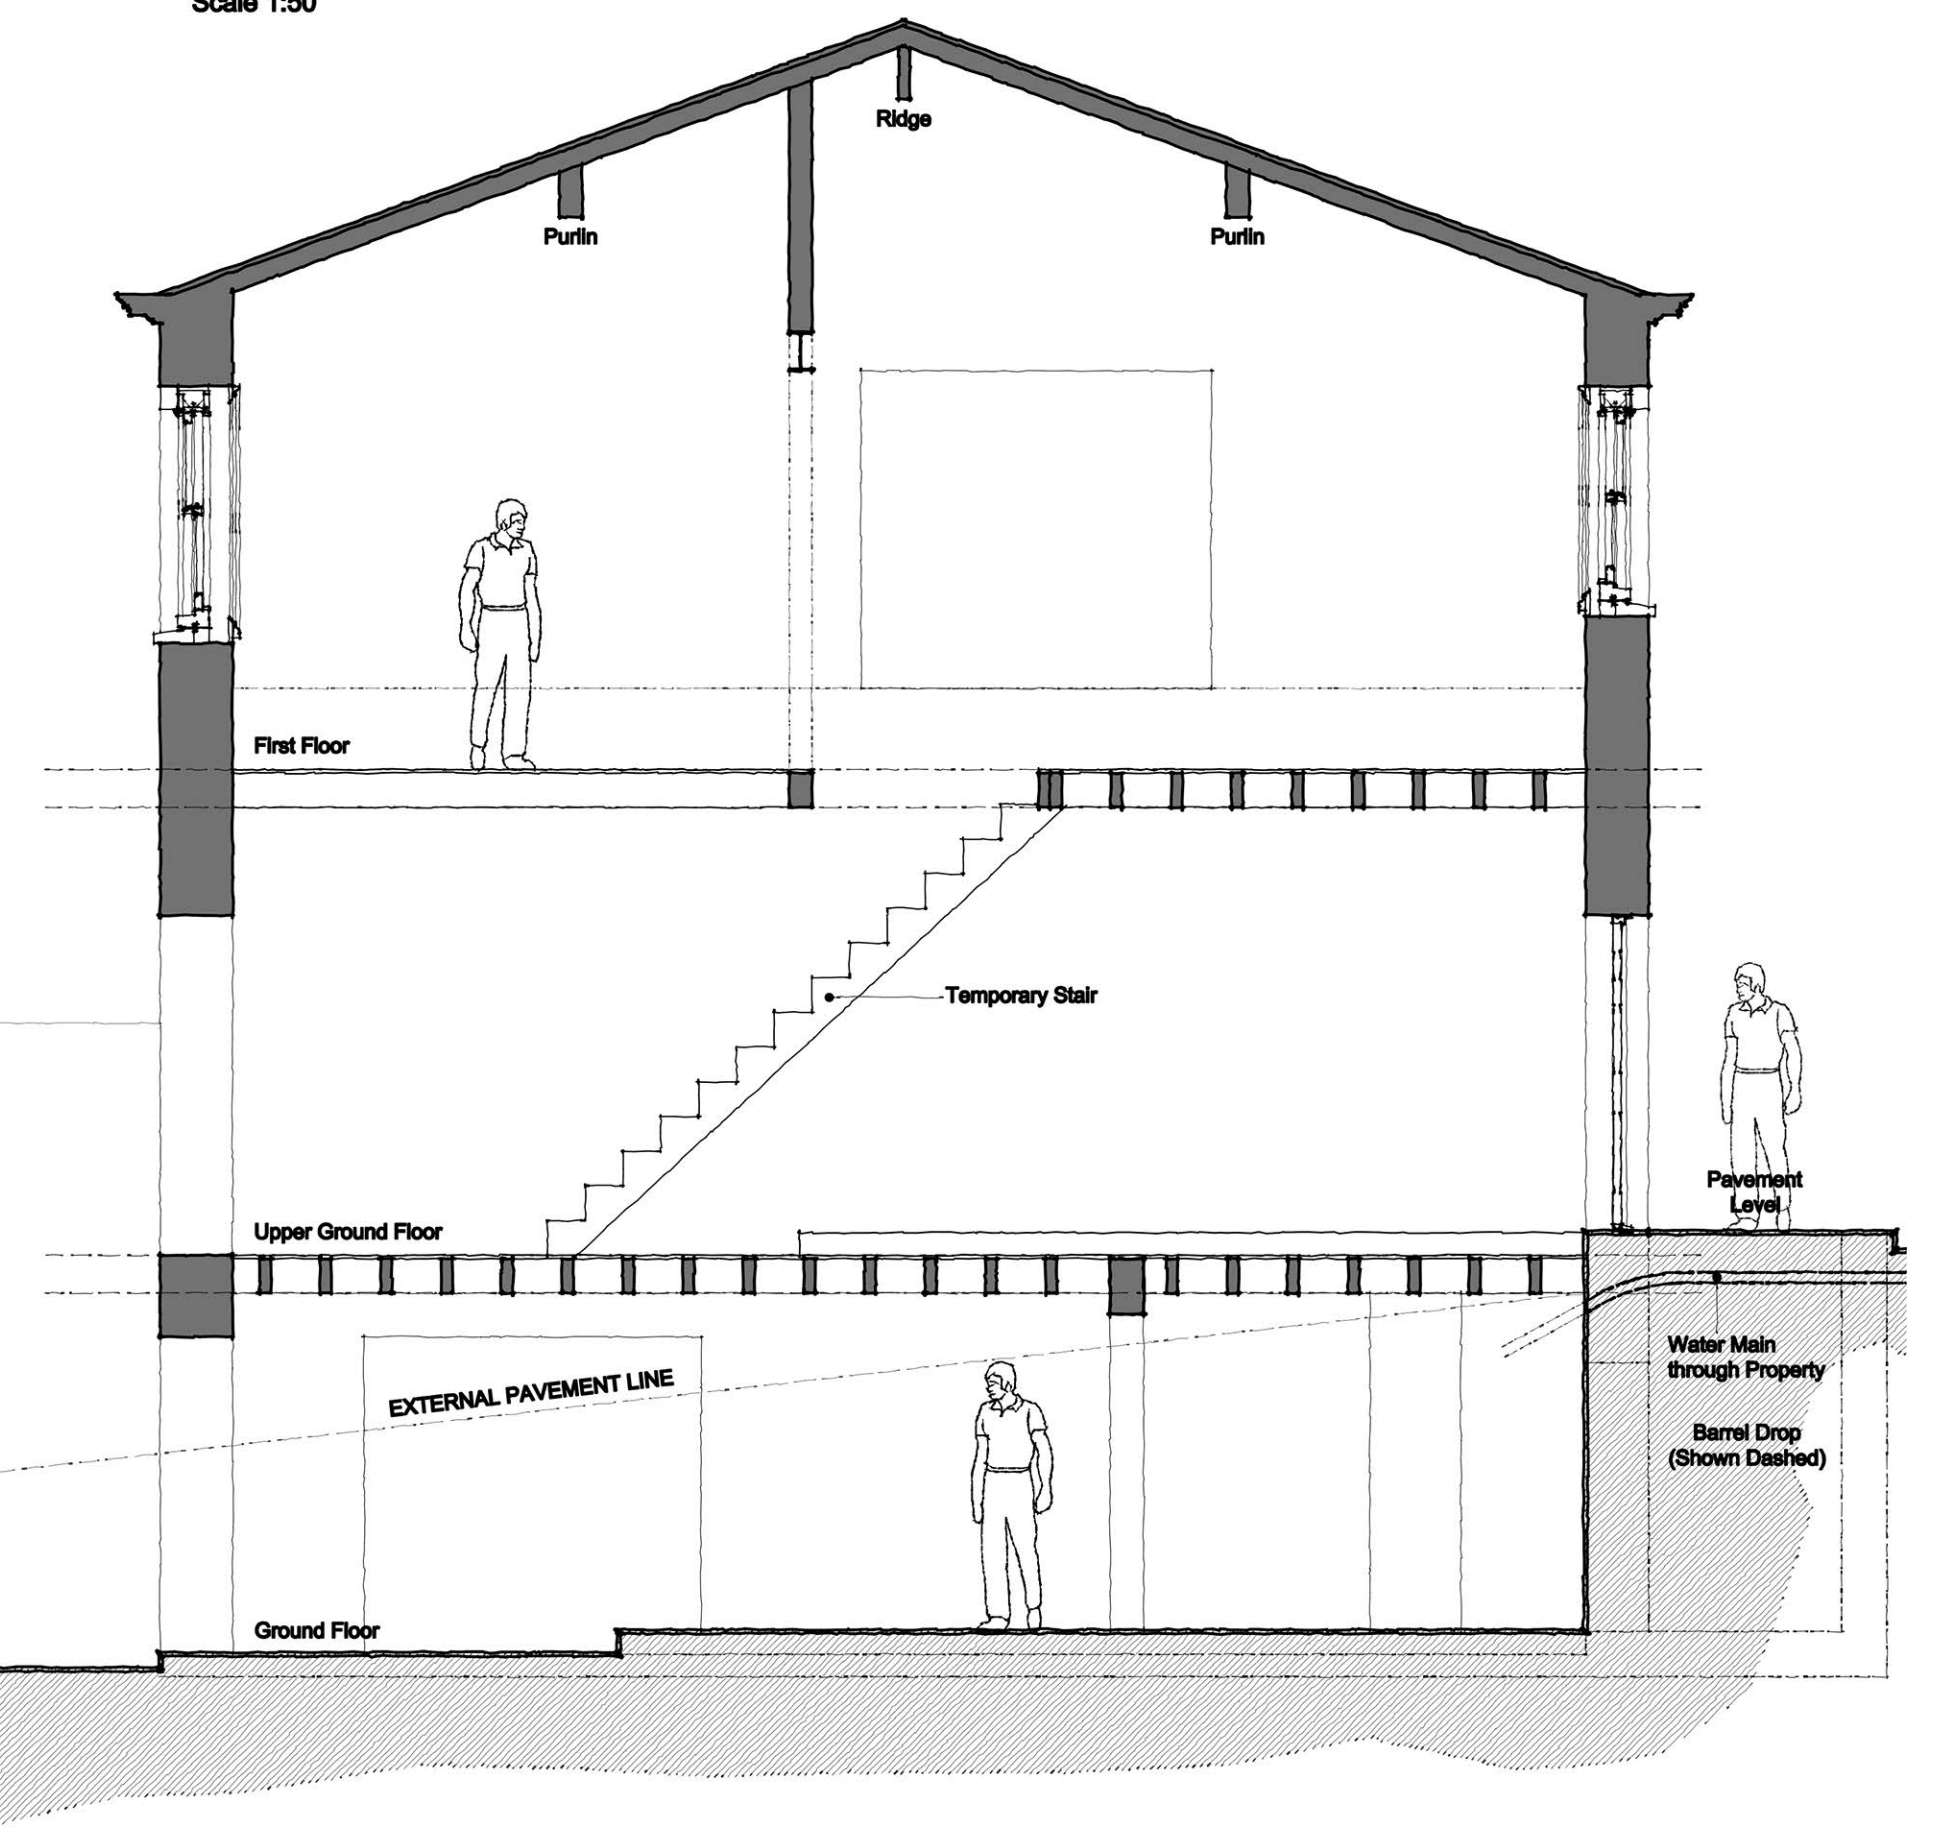 Scale 1:50
Ridge
Purlin
Purlin
First Floor
Temporary Stair
Pavement
Level
Upper Ground Floor
Water Main
through Property
EXTERNAL PAVEMENT LINE
Barrel Drop
(Shown Dashed)
Ground Floor